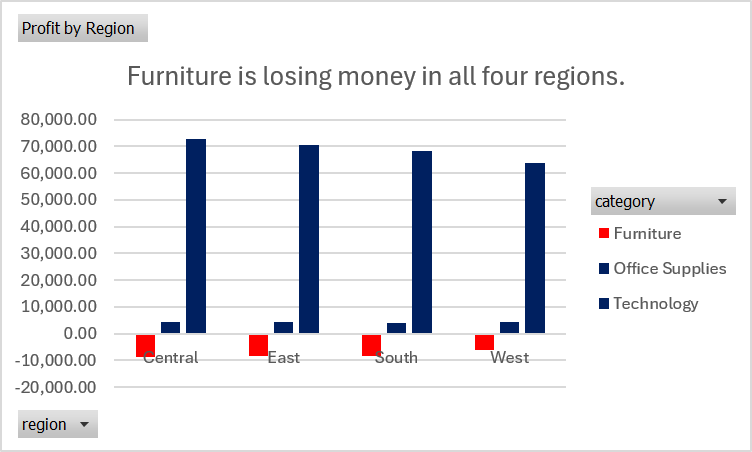 Profit by Region
Furniture is losing money in all four regions.
80,000.00
70,000.00
60,000.00
50,000.00
40,000.00
30,000.00
20,000.00
10,000.00
0.00
-10,000.00
-20,000.00
Central East South West
category
Furniture
Office Supplies
Technology
region